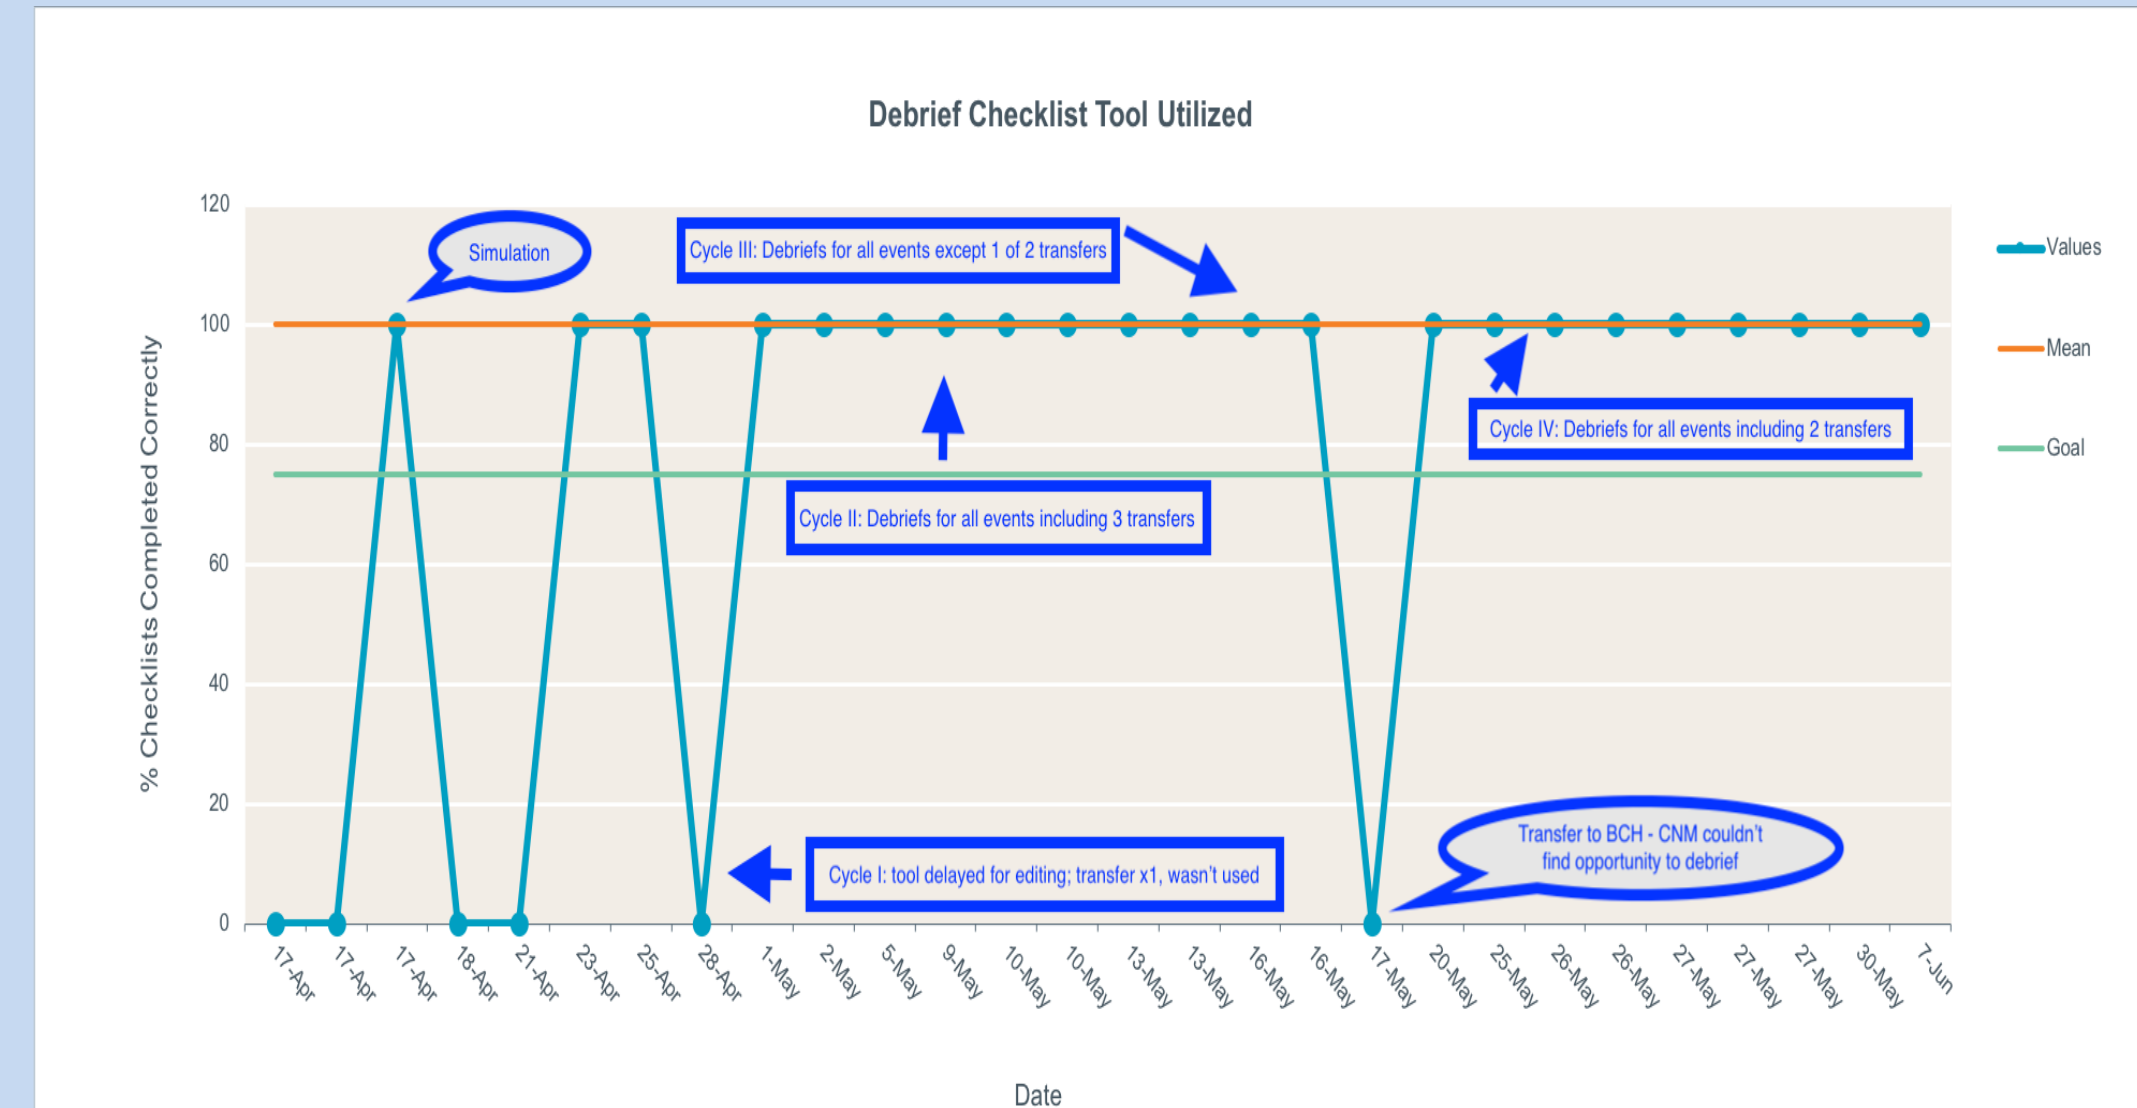 Debrief Checklist Tool Utilized
% Checklists Completed Correctly
120
100
80
60
40
20
0
Simulation
Cycle III: Debriefs for all events except 1 of 2 transfers
Cycle IV: Debriefs for all events including 2 transfers
Cycle II: Debriefs for all events including 3 transfers
Transfer to BCH - CNM couldn't
find opportunity to debrief
Cycle I: tool delayed for editing; transfer x1, wasn't used
Values
Mean
Goal
17-Apr
17-Apr
17-Apr
18-Apr
21-Apr
23-Apr
25-Apr
28-Apr
1-May
2-May
5-May
9-May
10-May
10-May
13-May
13-May
16-May
16-May
17-May
20-May
25-May
26-May
26-May
27-May
27-May
27-May
30-May
7-Jun
Date